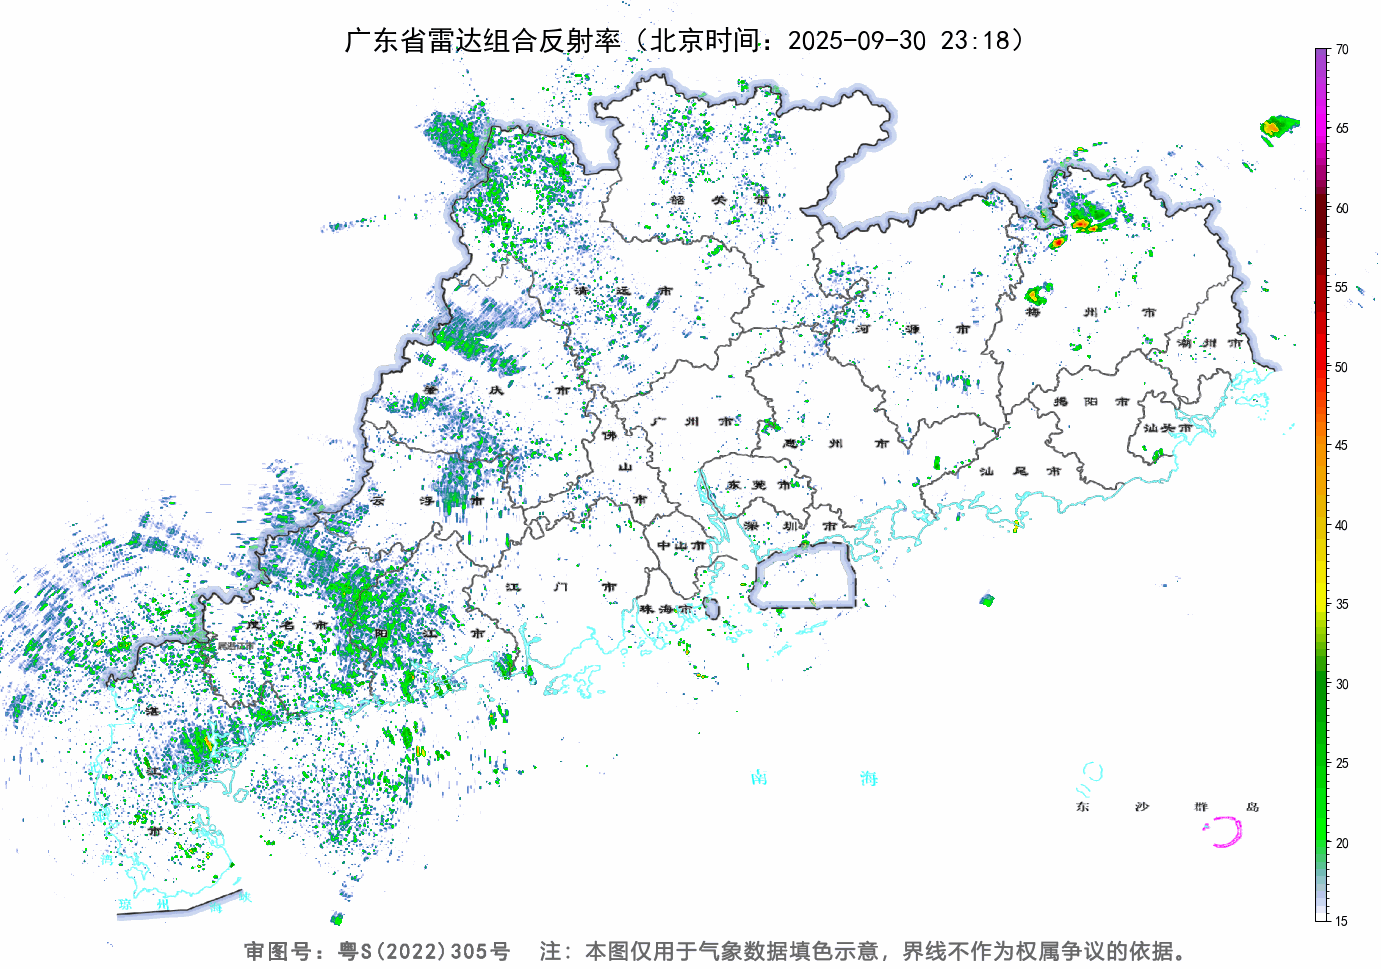 广东省雷达组合反射率（北京时间：2025-09-30 23:18）
70
65
60
55
50
45
40
35
30
25
20
15
韶关市
清远市
河源市
梅州市
潮州市
肇庆市
广州市
惠州市
揭阳市
汕头市
佛山市
东莞市
汕尾市
云浮市
深圳市
中山市
江门市
珠海市
茂名市
阳江市
湛江市
南海
东沙群岛
琼州海峡
审图号：粤S(2022)305号 注：本图仅用于气象数据填色示意，界线不作为权属争议的依据。